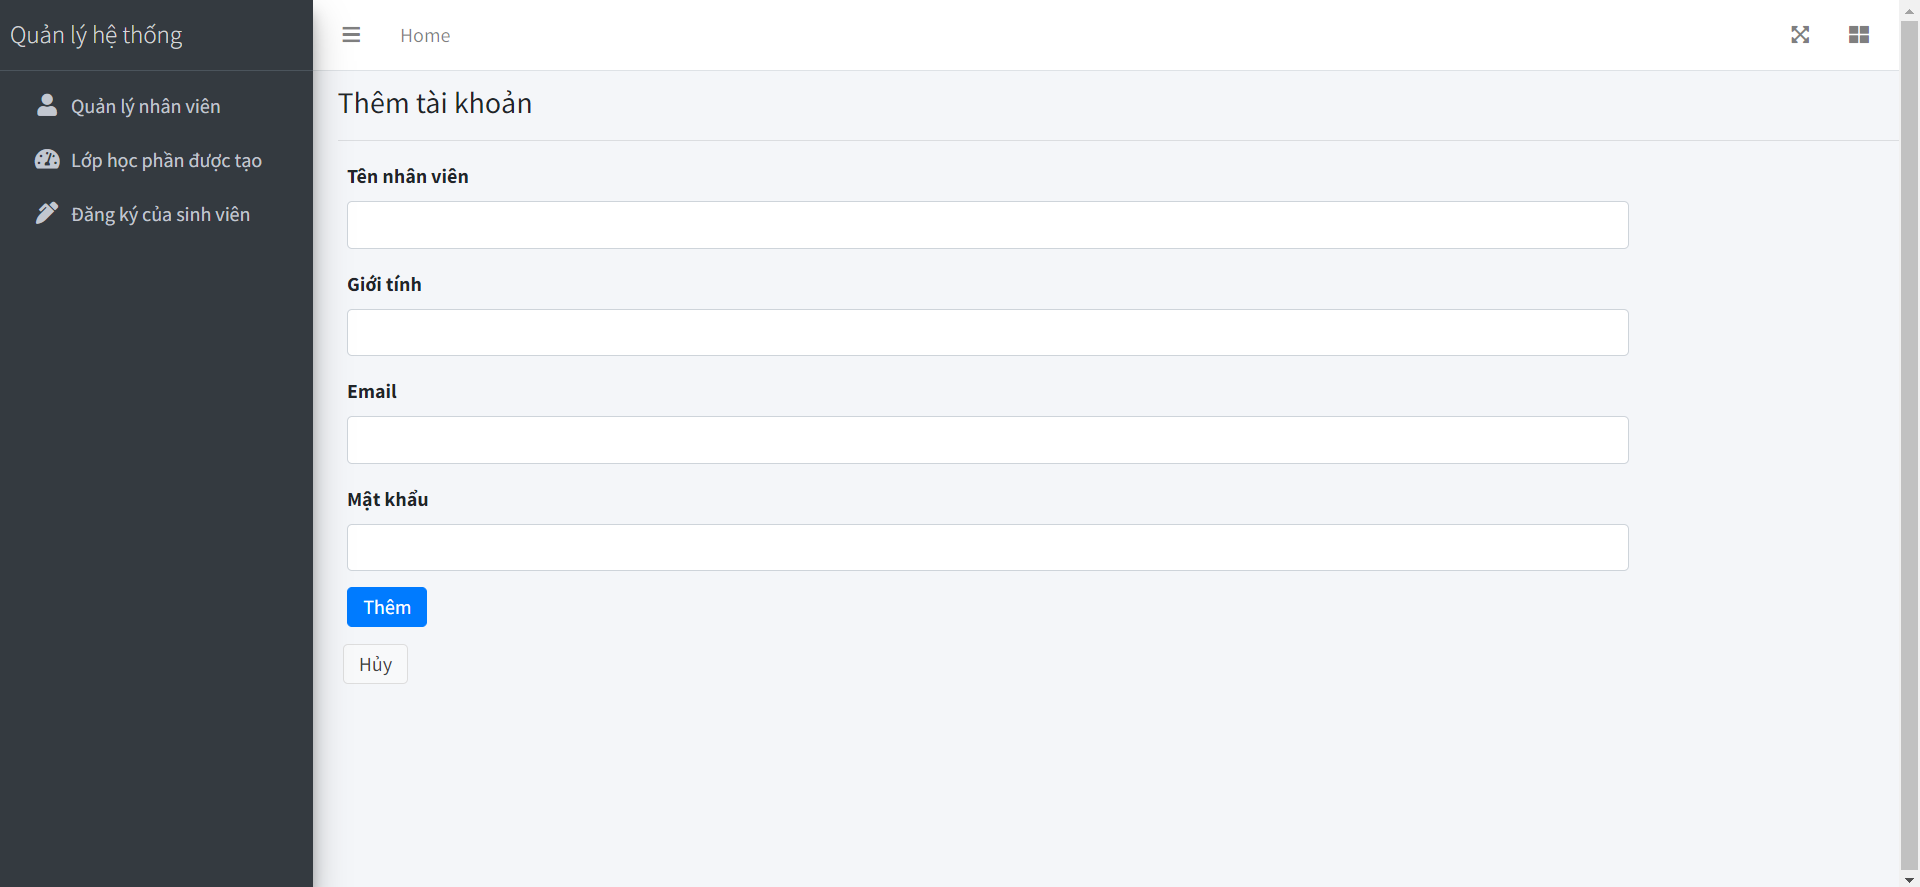 Quản lý hệ thống
Home
Quản lý nhân viên
Lớp học phần được tạo
Đăng ký của sinh viên
Thêm tài khoản
Tên nhân viên
Giới tính
Email
Mật khẩu
Thêm
Hủy